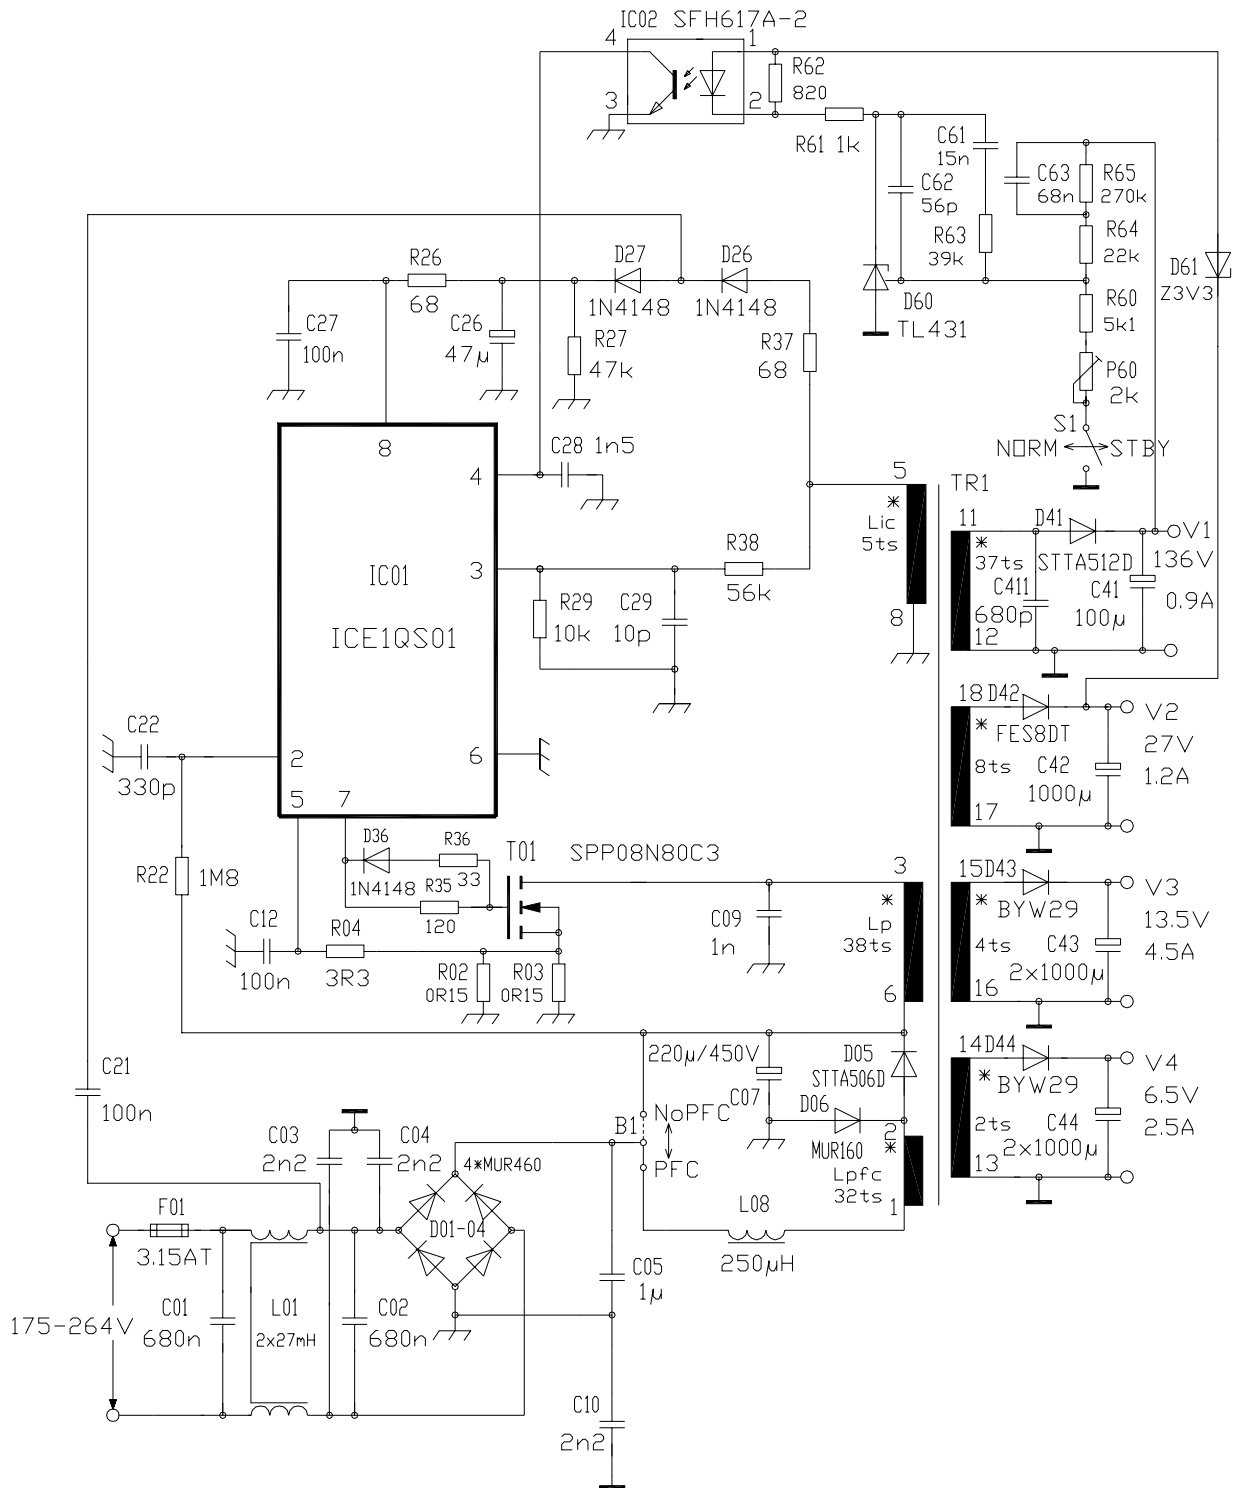 IC02 SFH617A-2
4
1
3
2
R62
820
R61 1k
C61
15n
C62
56p
R63
39k
C63
68n
R65
270k
R64
22k
D61
Z3V3
R60
5k1
P60
2k
S1
NORM
STBY
D60
TL431
R26
68
D27
1N4148
D26
1N4148
C27
100n
C26
47µ
R27
47k
R37
68
8
4
C28 1n5
3
R38
56k
R29
10k
C29
10p
IC01
ICE1QS01
5
*
Lic
5ts
8
TR1
11
*
37ts
D41
STTA512D
C411
680p
C41
100µ
12
V1
136V
0.9A
C22
330p
2
6
5
7
18
D42
FES8DT
*
8ts
C42
1000µ
17
V2
27V
1.2A
R22
1M8
D36
1N4148
R36
33
R35
120
T01
SPP08N80C3
C12
100n
R04
3R3
R02
0R15
R03
0R15
C09
1n
3
*
Lp
38ts
6
15
D43
BYW29
*
4ts
C43
2x1000µ
16
V3
13.5V
4.5A
C21
100n
220µ/450V
C07
D05
STTA506D
D06
MUR160
NoPFC
B1
PFC
2
*
Lpfc
32ts
1
L08
250µH
14
D44
BYW29
*
2ts
C44
2x1000µ
13
V4
6.5V
2.5A
C03
2n2
C04
2n2
4*MUR460
D01-04
F01
3.15AT
175-264V
C01
680n
L01
2x27mH
C02
680n
C05
1µ
C10
2n2